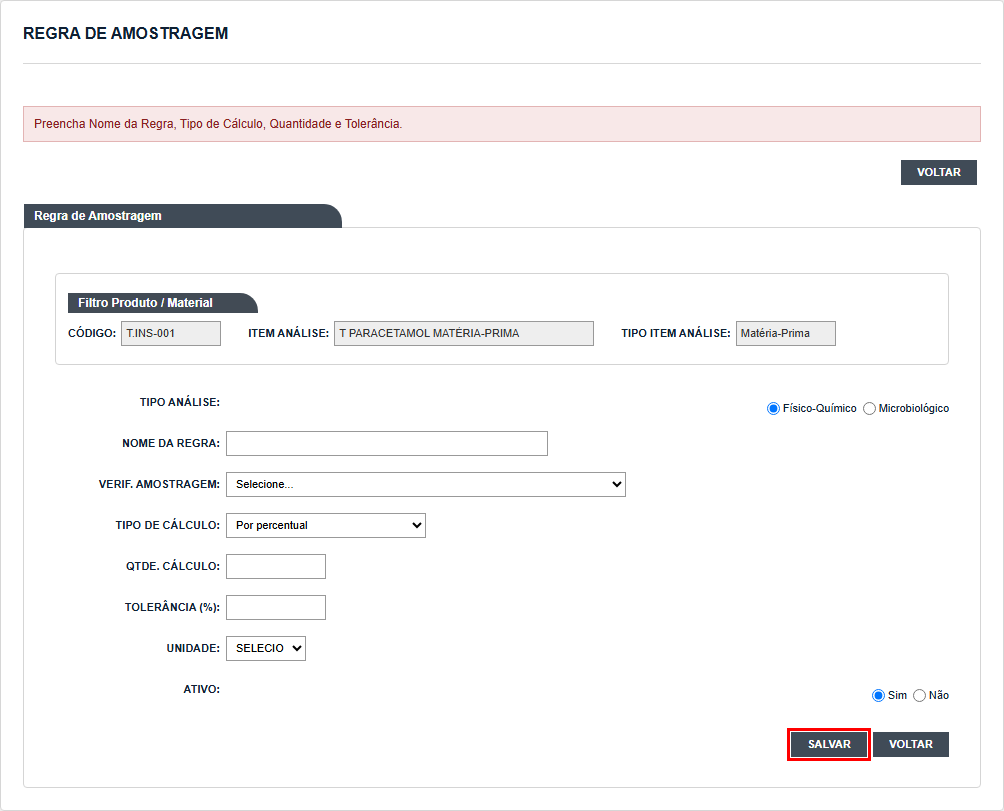 REGRA DE AMOSTRAGEM
Preencha Nome da Regra, Tipo de Cálculo, Quantidade e Tolerância.
VOLTAR
Regra de Amostragem
Filtro Produto / Material
CÓDIGO: T.INS-001 ITEM ANÁLISE: T PARACETAMOL MATÉRIA-PRIMA TIPO ITEM ANÁLISE: Matéria-Prima
TIPO ANÁLISE: Físico-Químico Microbiológico
NOME DA REGRA:
VERIF. AMOSTRAGEM: Selecione...
TIPO DE CÁLCULO: Por percentual
QTDE. CÁLCULO:
TOLERÂNCIA (%):
UNIDADE: SELECIO
ATIVO: Sim Não
SALVAR VOLTAR